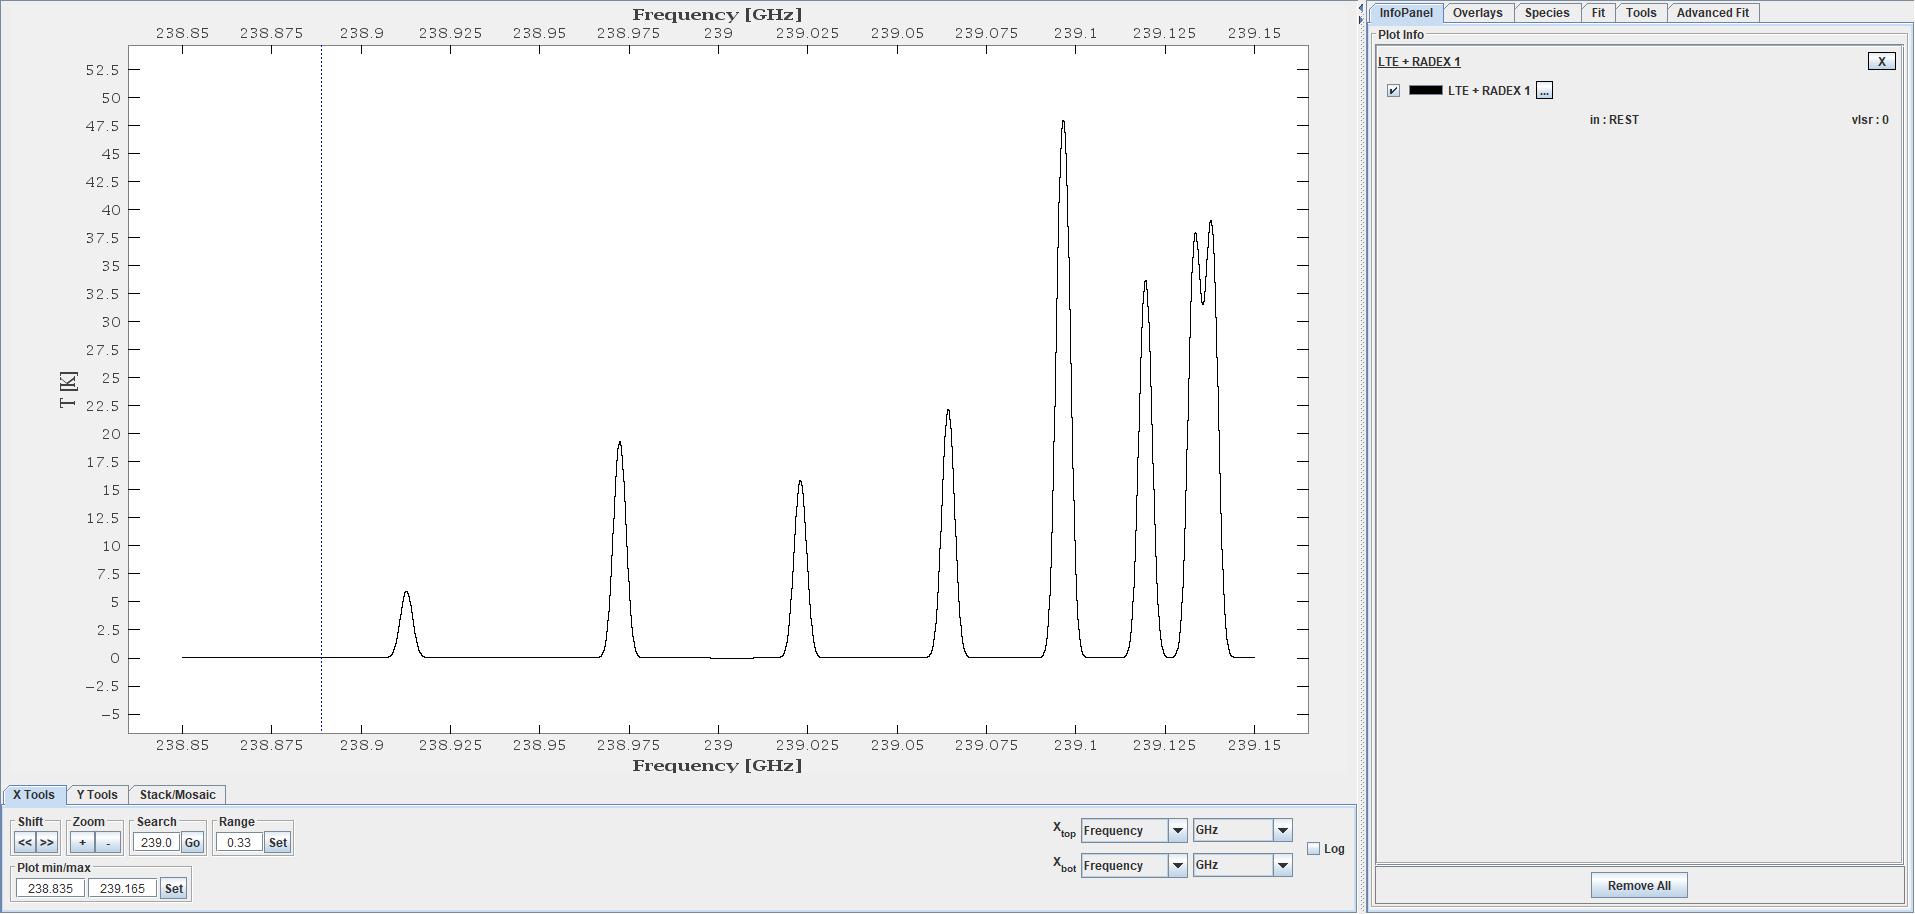 Frequency [GHz]
238.85 238.875 238.9 238.925 238.95 238.975 239 239.025 239.05 239.075 239.1 239.125 239.15
52.5
50
47.5
45
42.5
40
37.5
35
32.5
30
27.5
25
22.5
20
17.5
15
12.5
10
7.5
5
2.5
0
−2.5
−5
T [K]
238.85 238.875 238.9 238.925 238.95 238.975 239 239.025 239.05 239.075 239.1 239.125 239.15
Frequency [GHz]
X Tools Y Tools Stack/Mosaic
Shift Zoom Search Range
<< >> + - 239.0 Go 0.33 Set
Plot min/max
238.835 239.165 Set
Xtop Frequency GHz
Xbot Frequency GHz
Log
InfoPanel Overlays Species Fit Tools Advanced Fit
Plot Info
LTE + RADEX 1 X
LTE + RADEX 1 ...
in : REST vlsr : 0
Remove All